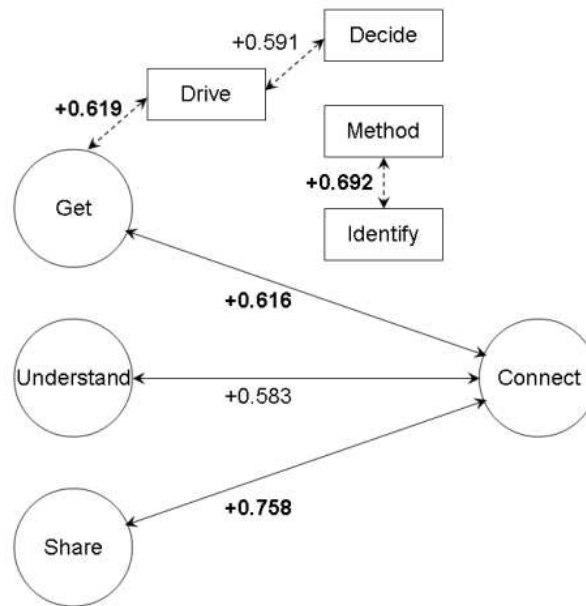 Decide
+0.591
Drive
+0.619
Method
+0.692
Get
Identify
+0.616
Understand
Connect
+0.583
+0.758
Share